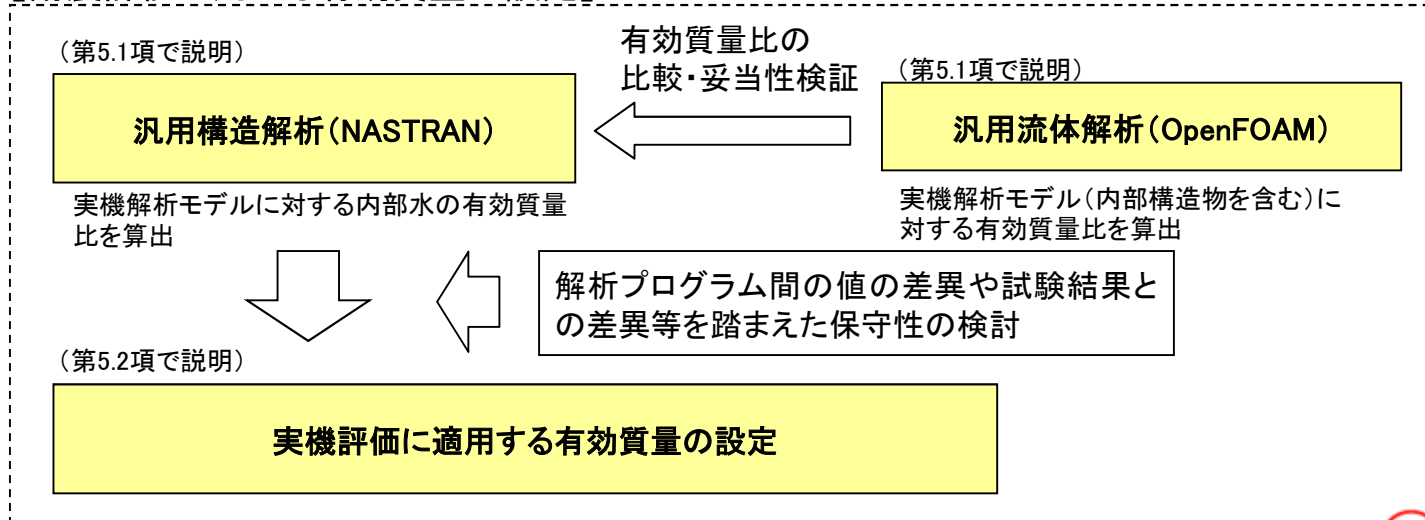 （第5.1項で説明）
有効質量比の
比較・妥当性検証
（第5.1項で説明）
汎用構造解析（NASTRAN）
汎用流体解析（OpenFOAM）
実機解析モデルに対する内部水の有効質量
比を算出
実機解析モデル（内部構造物を含む）に
対する有効質量比を算出
解析プログラム間の値の差異や試験結果と
の差異等を踏まえた保守性の検討
（第5.2項で説明）
実機評価に適用する有効質量の設定